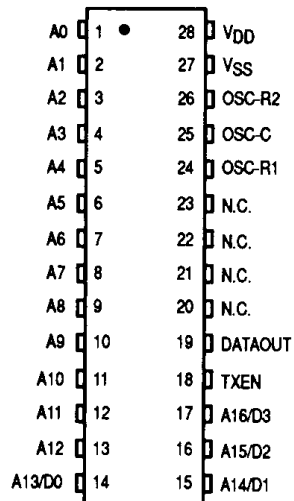 A0 1 28 VDD
A1 2 27 VSS
A2 3 26 OSC-R2
A3 4 25 OSC-C
A4 5 24 OSC-R1
A5 6 23 N.C.
A6 7 22 N.C.
A7 8 21 N.C.
A8 9 20 N.C.
A9 10 19 DATAOUT
A10 11 18 TXEN
A11 12 17 A16/D3
A12 13 16 A15/D2
A13/D0 14 15 A14/D1